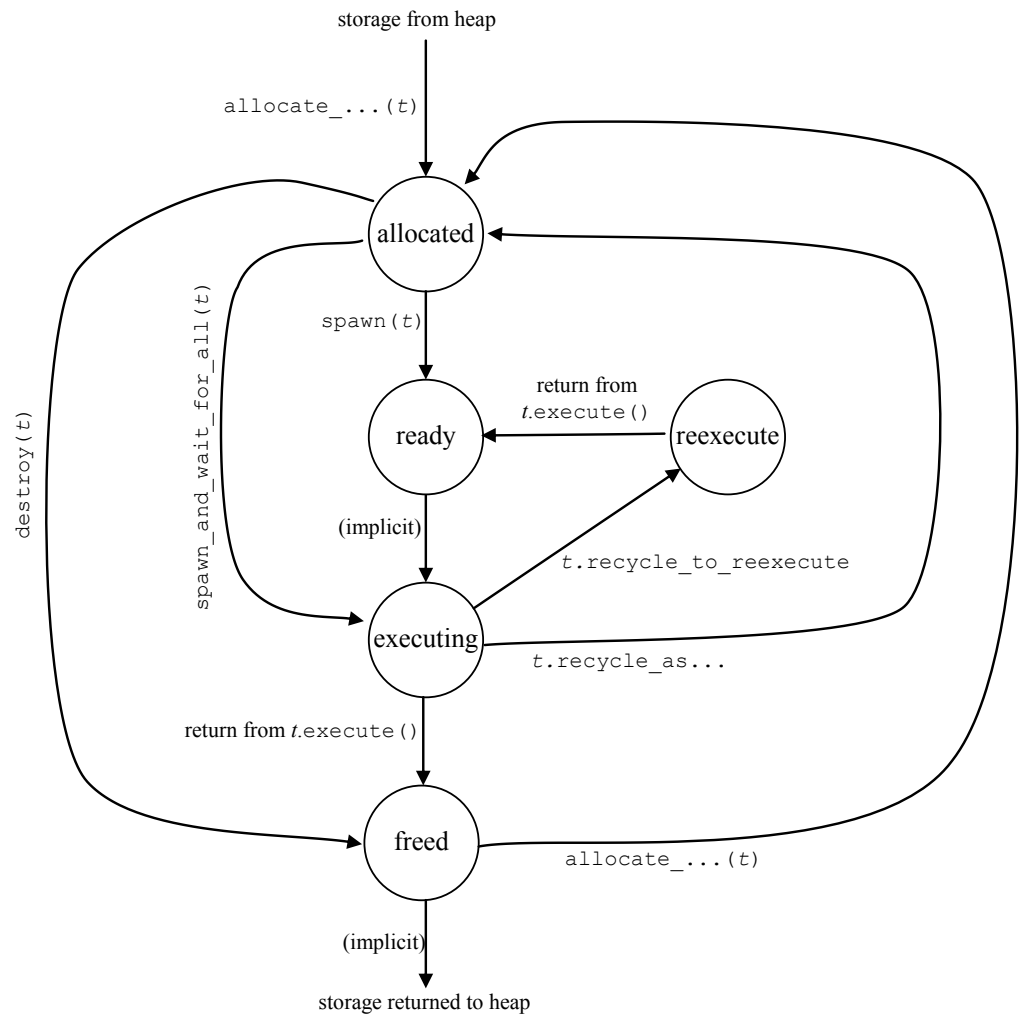 storage from heap
allocate_...(t)
allocated
spawn(t)
spawn_and_wait_for_all(t)
destroy(t)
return from
t.execute()
ready
reexecute
(implicit)
t.recycle_to_reexecute
executing
t.recycle_as...
return from t.execute()
freed
allocate_...(t)
(implicit)
storage returned to heap